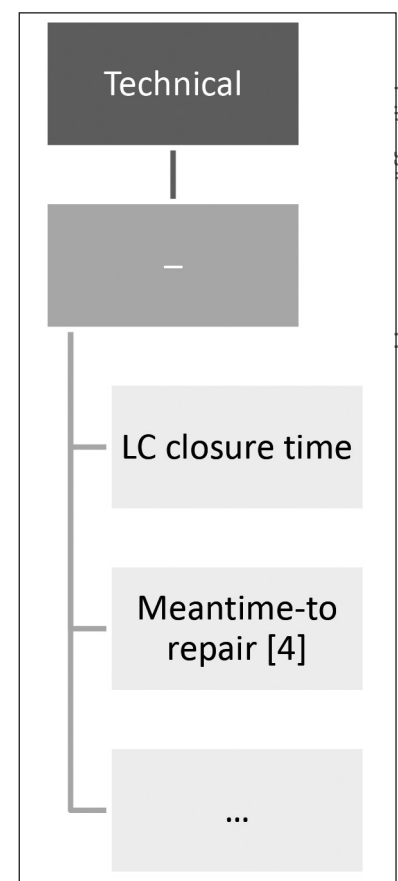 Technical
–
LC closure time
Meantime-to
repair [4]
...